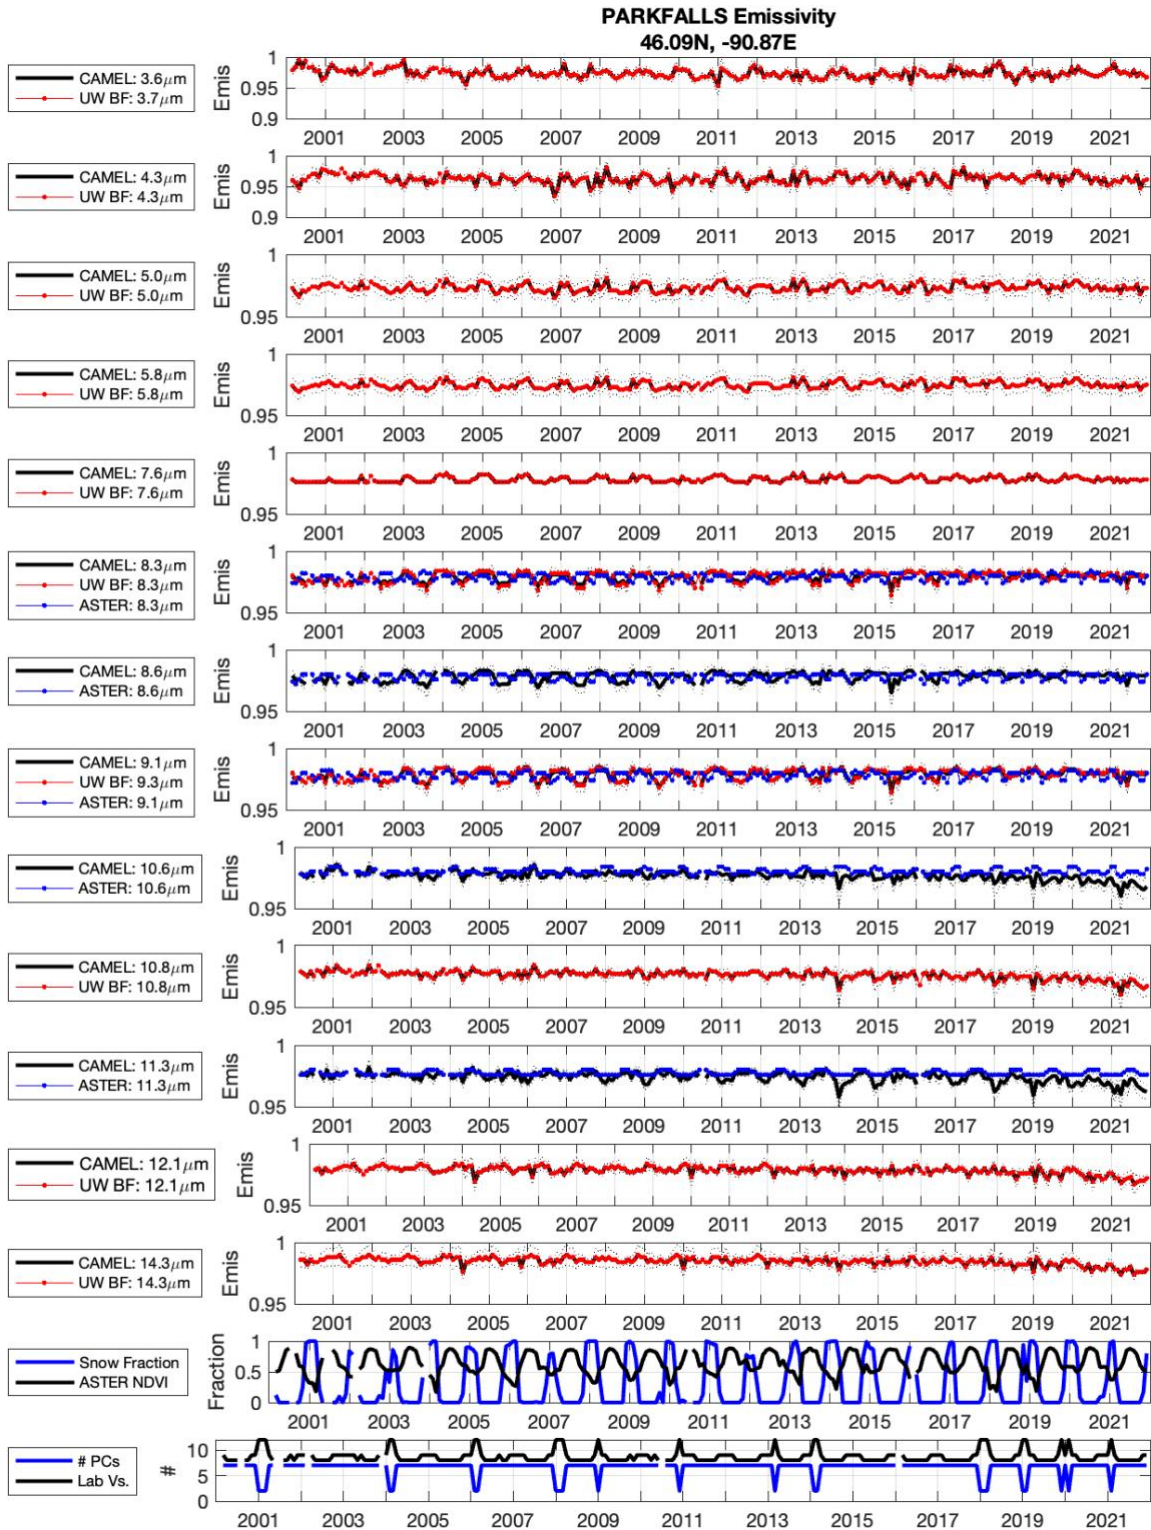 PARKFALLS Emissivity
46.09N, -90.87E
CAMEL: 3.6μm
UW BF: 3.7μm
Emis
1
0.95
0.9
2001 2003 2005 2007 2009 2011 2013 2015 2017 2019 2021
CAMEL: 4.3μm
UW BF: 4.3μm
Emis
1
0.95
0.9
2001 2003 2005 2007 2009 2011 2013 2015 2017 2019 2021
CAMEL: 5.0μm
UW BF: 5.0μm
Emis
1
0.95
2001 2003 2005 2007 2009 2011 2013 2015 2017 2019 2021
CAMEL: 5.8μm
UW BF: 5.8μm
Emis
1
0.95
2001 2003 2005 2007 2009 2011 2013 2015 2017 2019 2021
CAMEL: 7.6μm
UW BF: 7.6μm
Emis
1
0.95
2001 2003 2005 2007 2009 2011 2013 2015 2017 2019 2021
CAMEL: 8.3μm
UW BF: 8.3μm
ASTER: 8.3μm
Emis
1
0.95
2001 2003 2005 2007 2009 2011 2013 2015 2017 2019 2021
CAMEL: 8.6μm
ASTER: 8.6μm
Emis
1
0.95
2001 2003 2005 2007 2009 2011 2013 2015 2017 2019 2021
CAMEL: 9.1μm
UW BF: 9.3μm
ASTER: 9.1μm
Emis
1
0.95
2001 2003 2005 2007 2009 2011 2013 2015 2017 2019 2021
CAMEL: 10.6μm
ASTER: 10.6μm
Emis
1
0.95
2001 2003 2005 2007 2009 2011 2013 2015 2017 2019 2021
CAMEL: 10.8μm
UW BF: 10.8μm
Emis
1
0.95
2001 2003 2005 2007 2009 2011 2013 2015 2017 2019 2021
CAMEL: 11.3μm
ASTER: 11.3μm
Emis
1
0.95
2001 2003 2005 2007 2009 2011 2013 2015 2017 2019 2021
CAMEL: 12.1μm
UW BF: 12.1μm
Emis
1
0.95
2001 2003 2005 2007 2009 2011 2013 2015 2017 2019 2021
CAMEL: 14.3μm
UW BF: 14.3μm
Emis
1
0.95
2001 2003 2005 2007 2009 2011 2013 2015 2017 2019 2021
Snow Fraction
ASTER NDVI
Fraction
1
0.5
0
2001 2003 2005 2007 2009 2011 2013 2015 2017 2019 2021
# PCs
Lab Vs.
#
10
5
0
2001 2003 2005 2007 2009 2011 2013 2015 2017 2019 2021